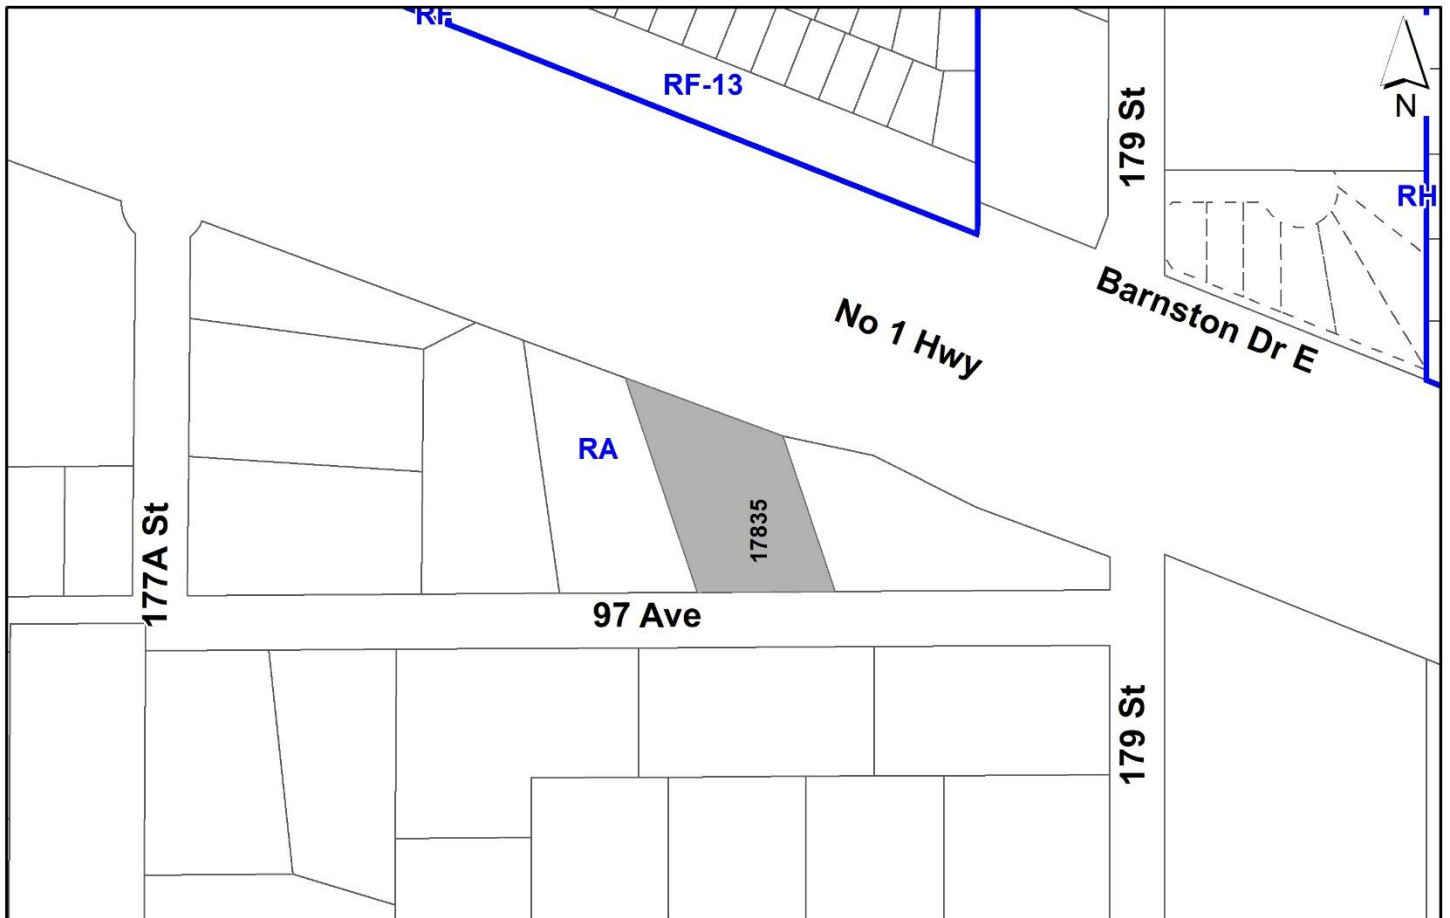 RF
RF-13
179 St
N
RH
Barnston Dr E
No 1 Hwy
RA
17835
177A St
97 Ave
179 St